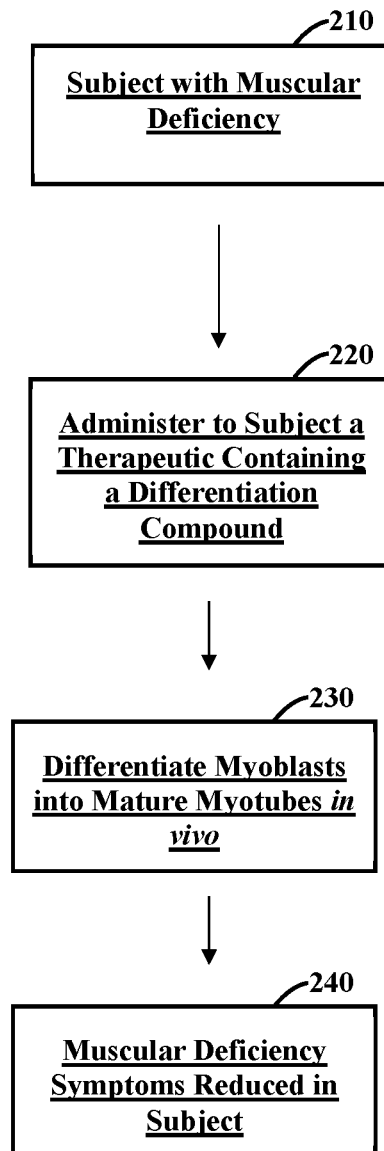 210
Subject with Muscular
Deficiency
220
Administer to Subject a
Therapeutic Containing
a Differentiation
Compound
230
Differentiate Myoblasts
into Mature Myotubes in
vivo
240
Muscular Deficiency
Symptoms Reduced in
Subject